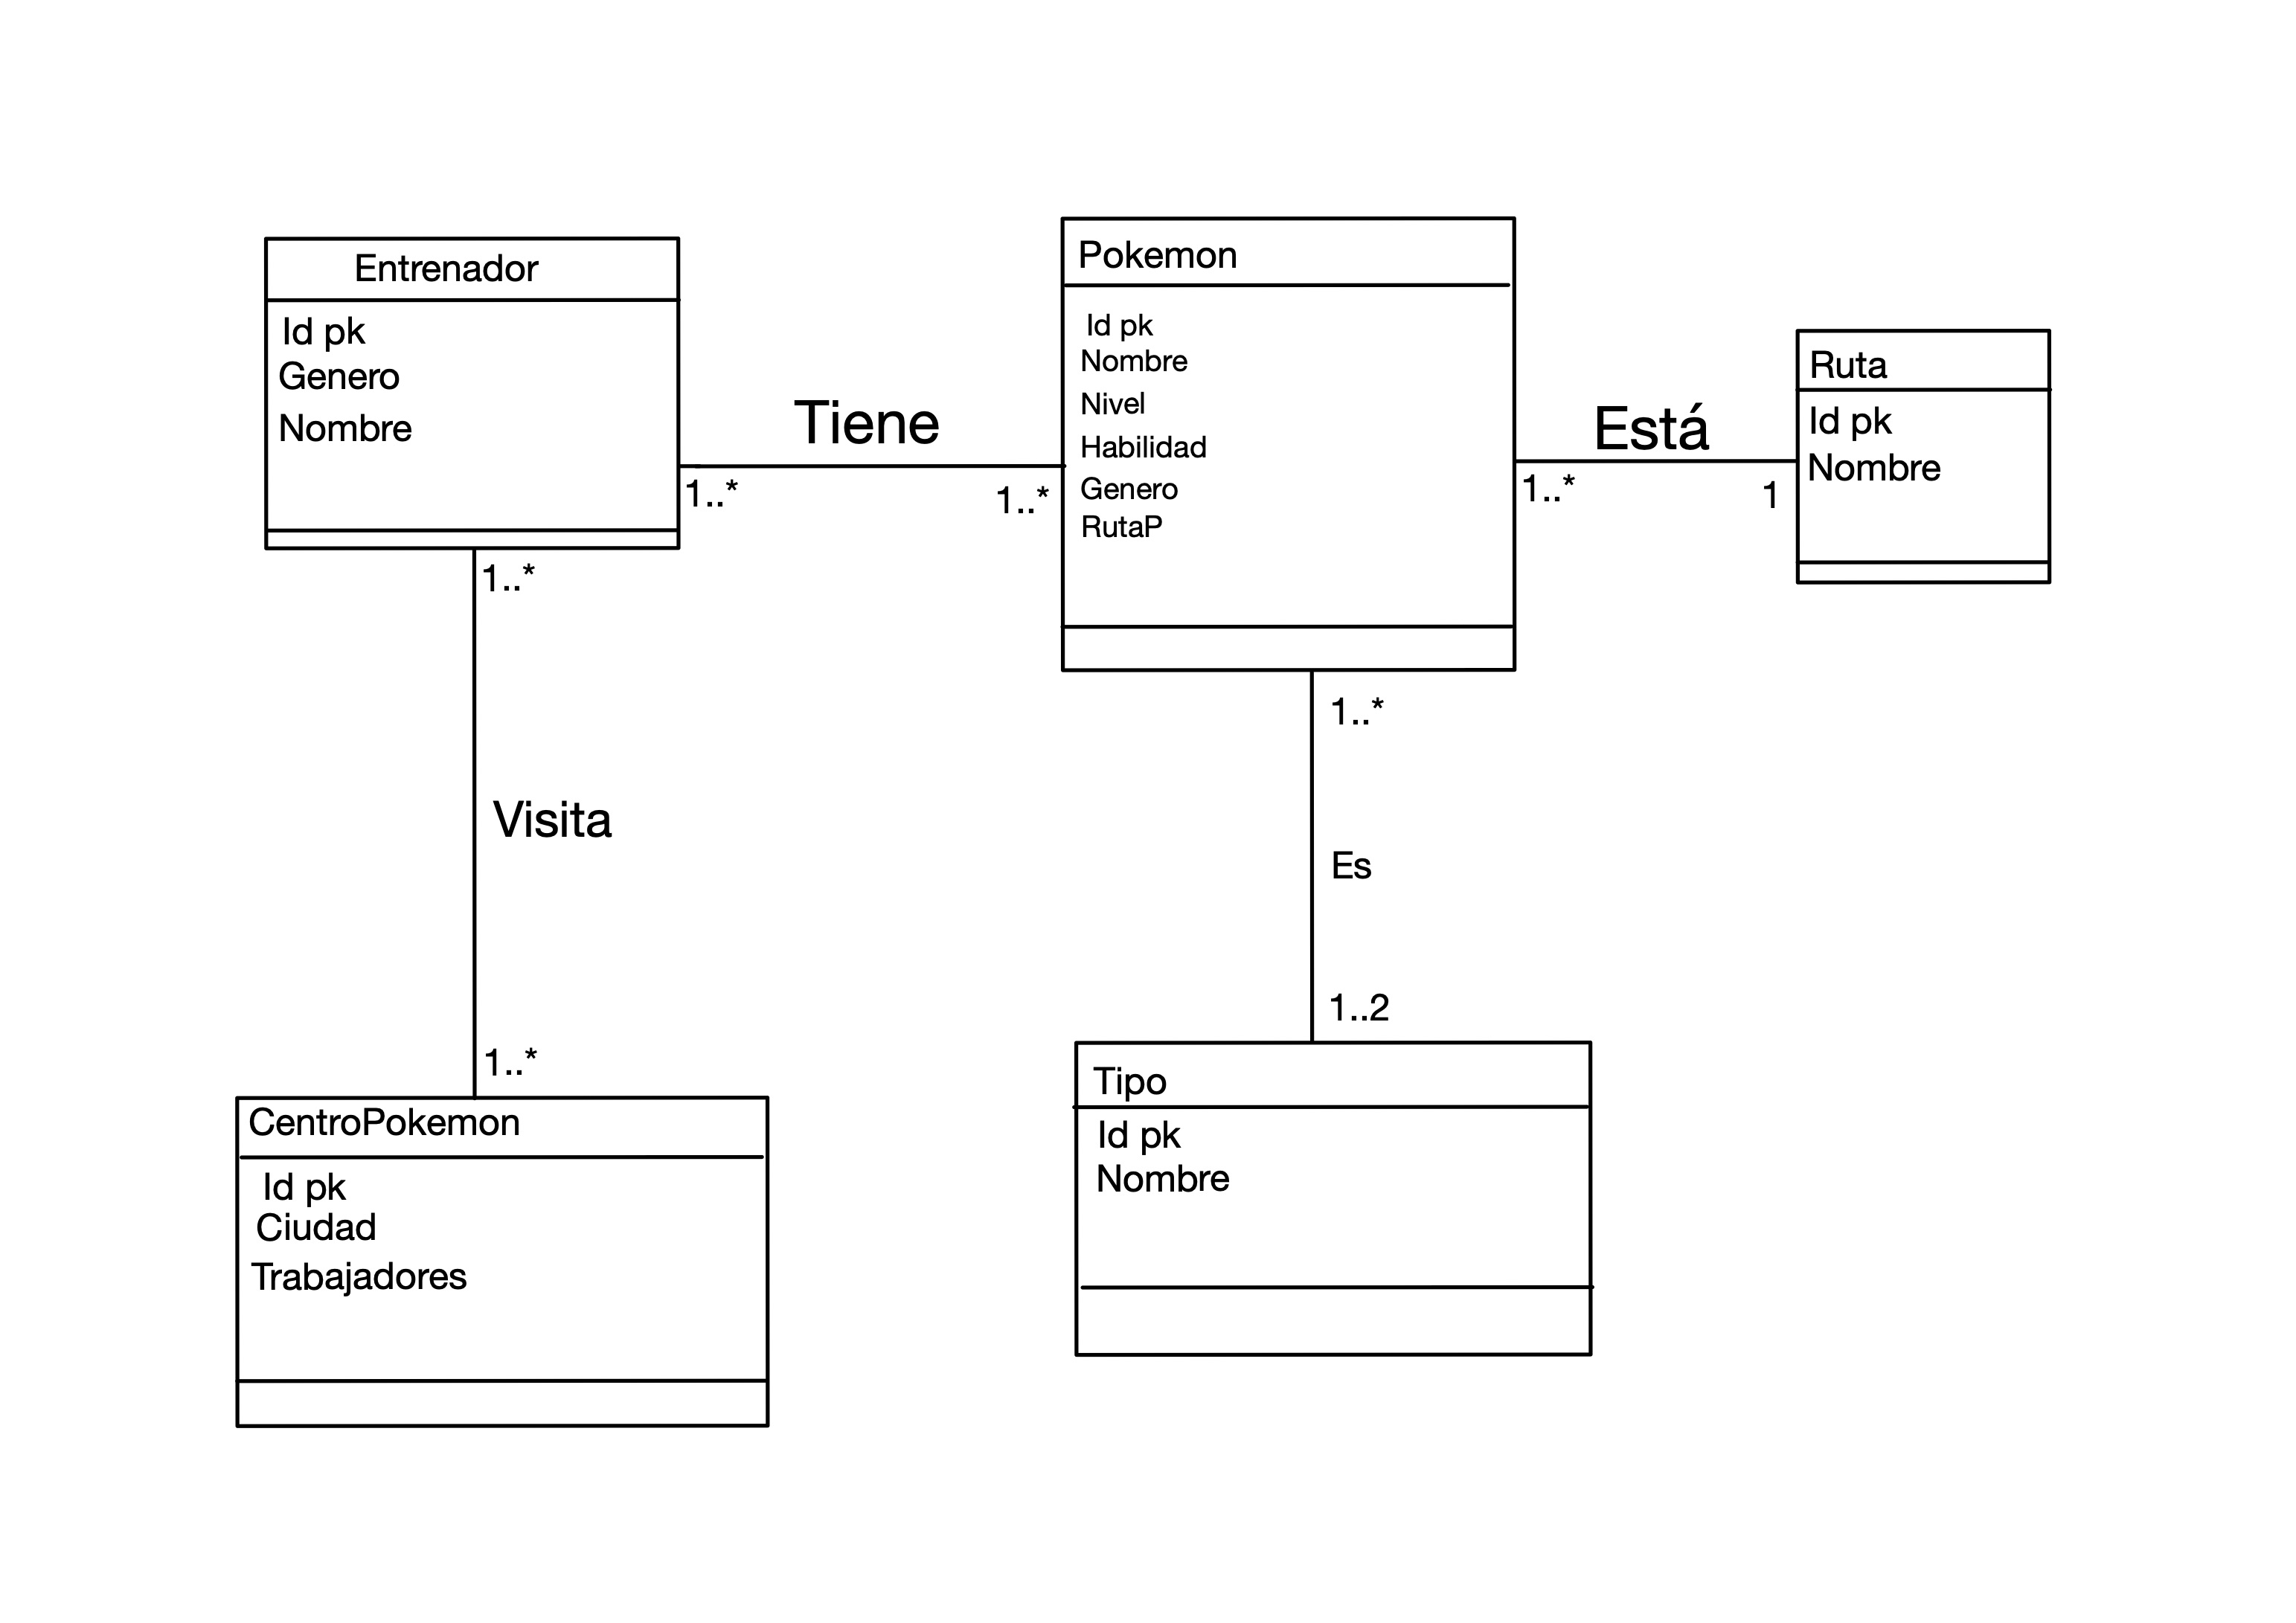 Entrenador
Id pk
Genero
Nombre
1..*
Tiene
1..*
Pokemon
Id pk
Nombre
Nivel
Habilidad
Genero
RutaP
Está
1..*
1
Ruta
Id pk
Nombre
1..*
Visita
1..*
CentroPokemon
Id pk
Ciudad
Trabajadores
1..*
Es
1..2
Tipo
Id pk
Nombre